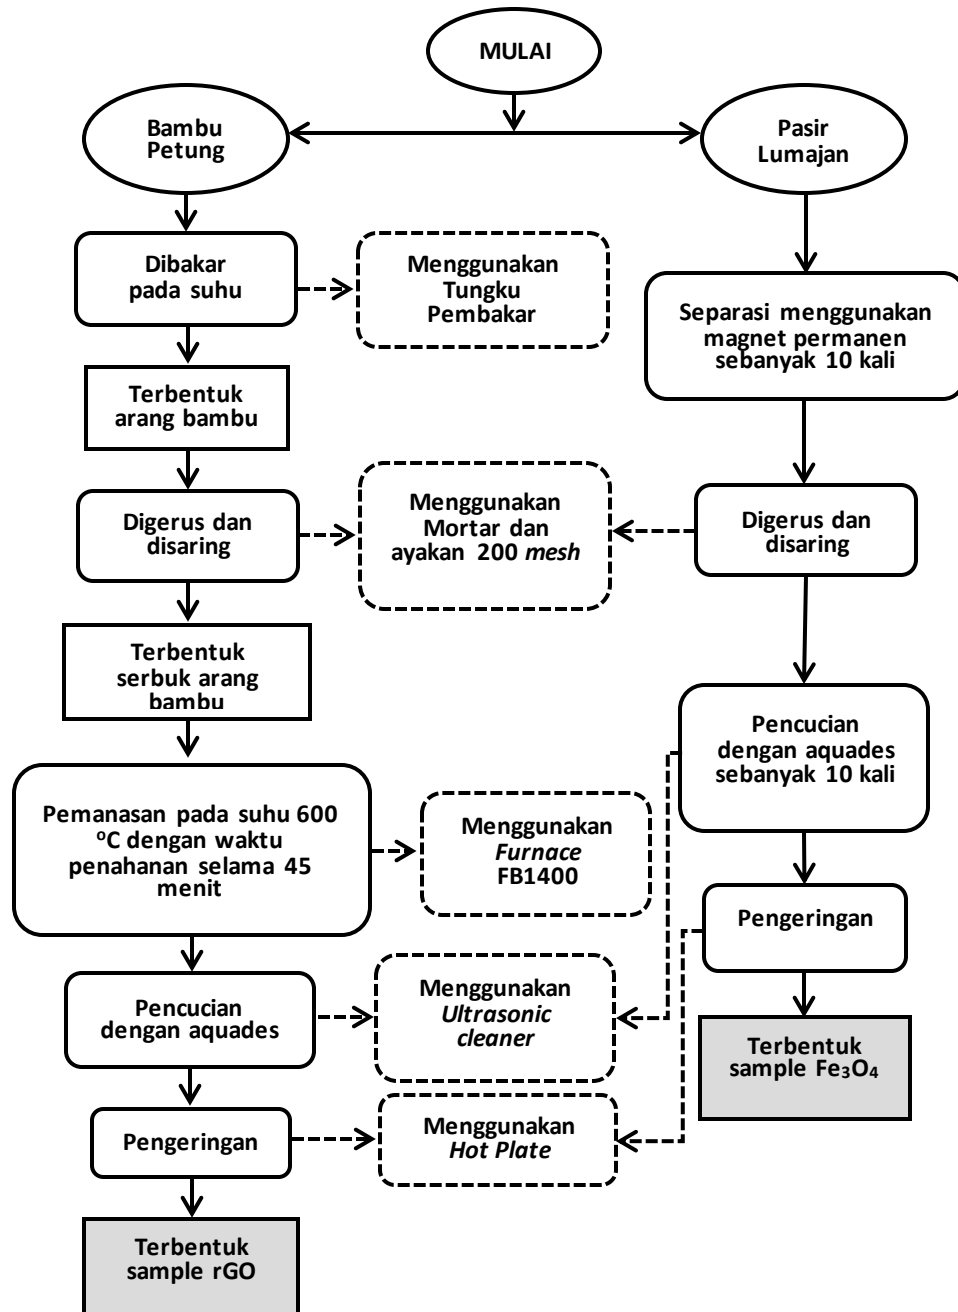 MULAI
Bambu
Petung
Pasir
Lumajan
Dibakar
pada suhu
Menggunakan
Tungku
Pembakar
Separasi menggunakan
magnet permanen
sebanyak 10 kali
Terbentuk
arang bambu
Digerus dan
disaring
Menggunakan
Mortar dan
ayakan 200 mesh
Digerus dan
disaring
Terbentuk
serbuk arang
bambu
Pencucian
dengan aquades
sebanyak 10 kali
Pemanasan pada suhu 600
ºC dengan waktu
penahanan selama 45
menit
Menggunakan
Furnace
FB1400
Pengeringan
Pencucian
dengan aquades
Menggunakan
Ultrasonic
cleaner
Terbentuk
sample Fe₃O₄
Pengeringan
Menggunakan
Hot Plate
Terbentuk
sample rGO